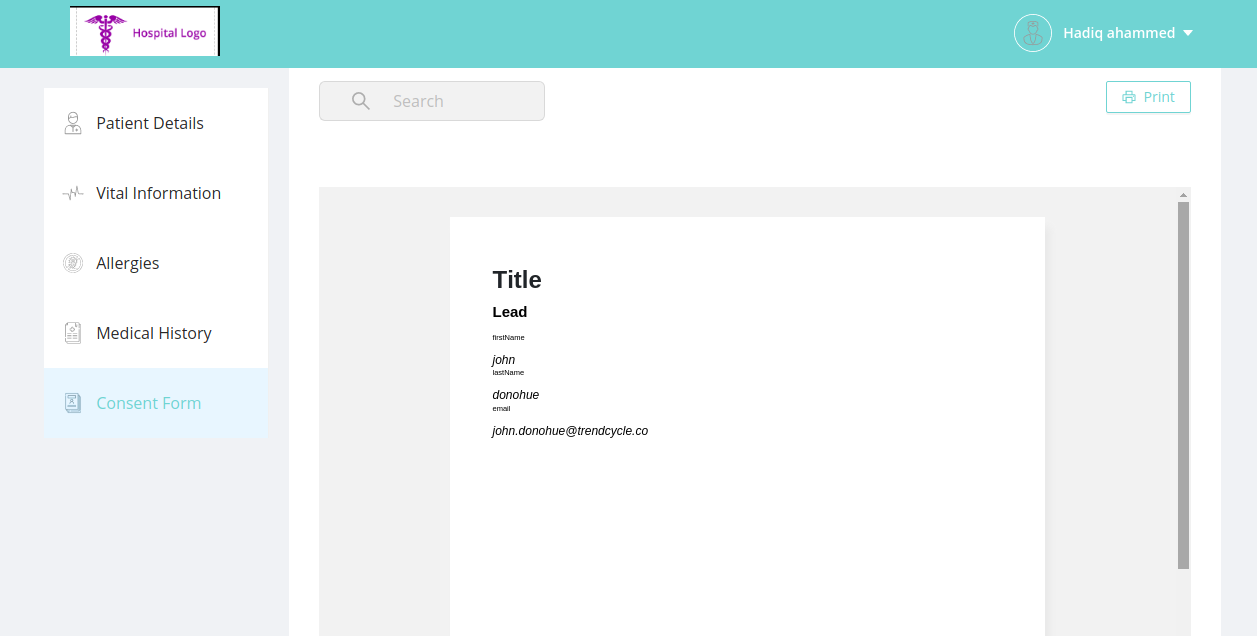 Hospital Logo
Hadiq ahammed
Patient Details
Vital Information
Allergies
Medical History
Consent Form
Search
Print
Title
Lead
firstName
john
lastName
donohue
email
john.donohue@trendcycle.co